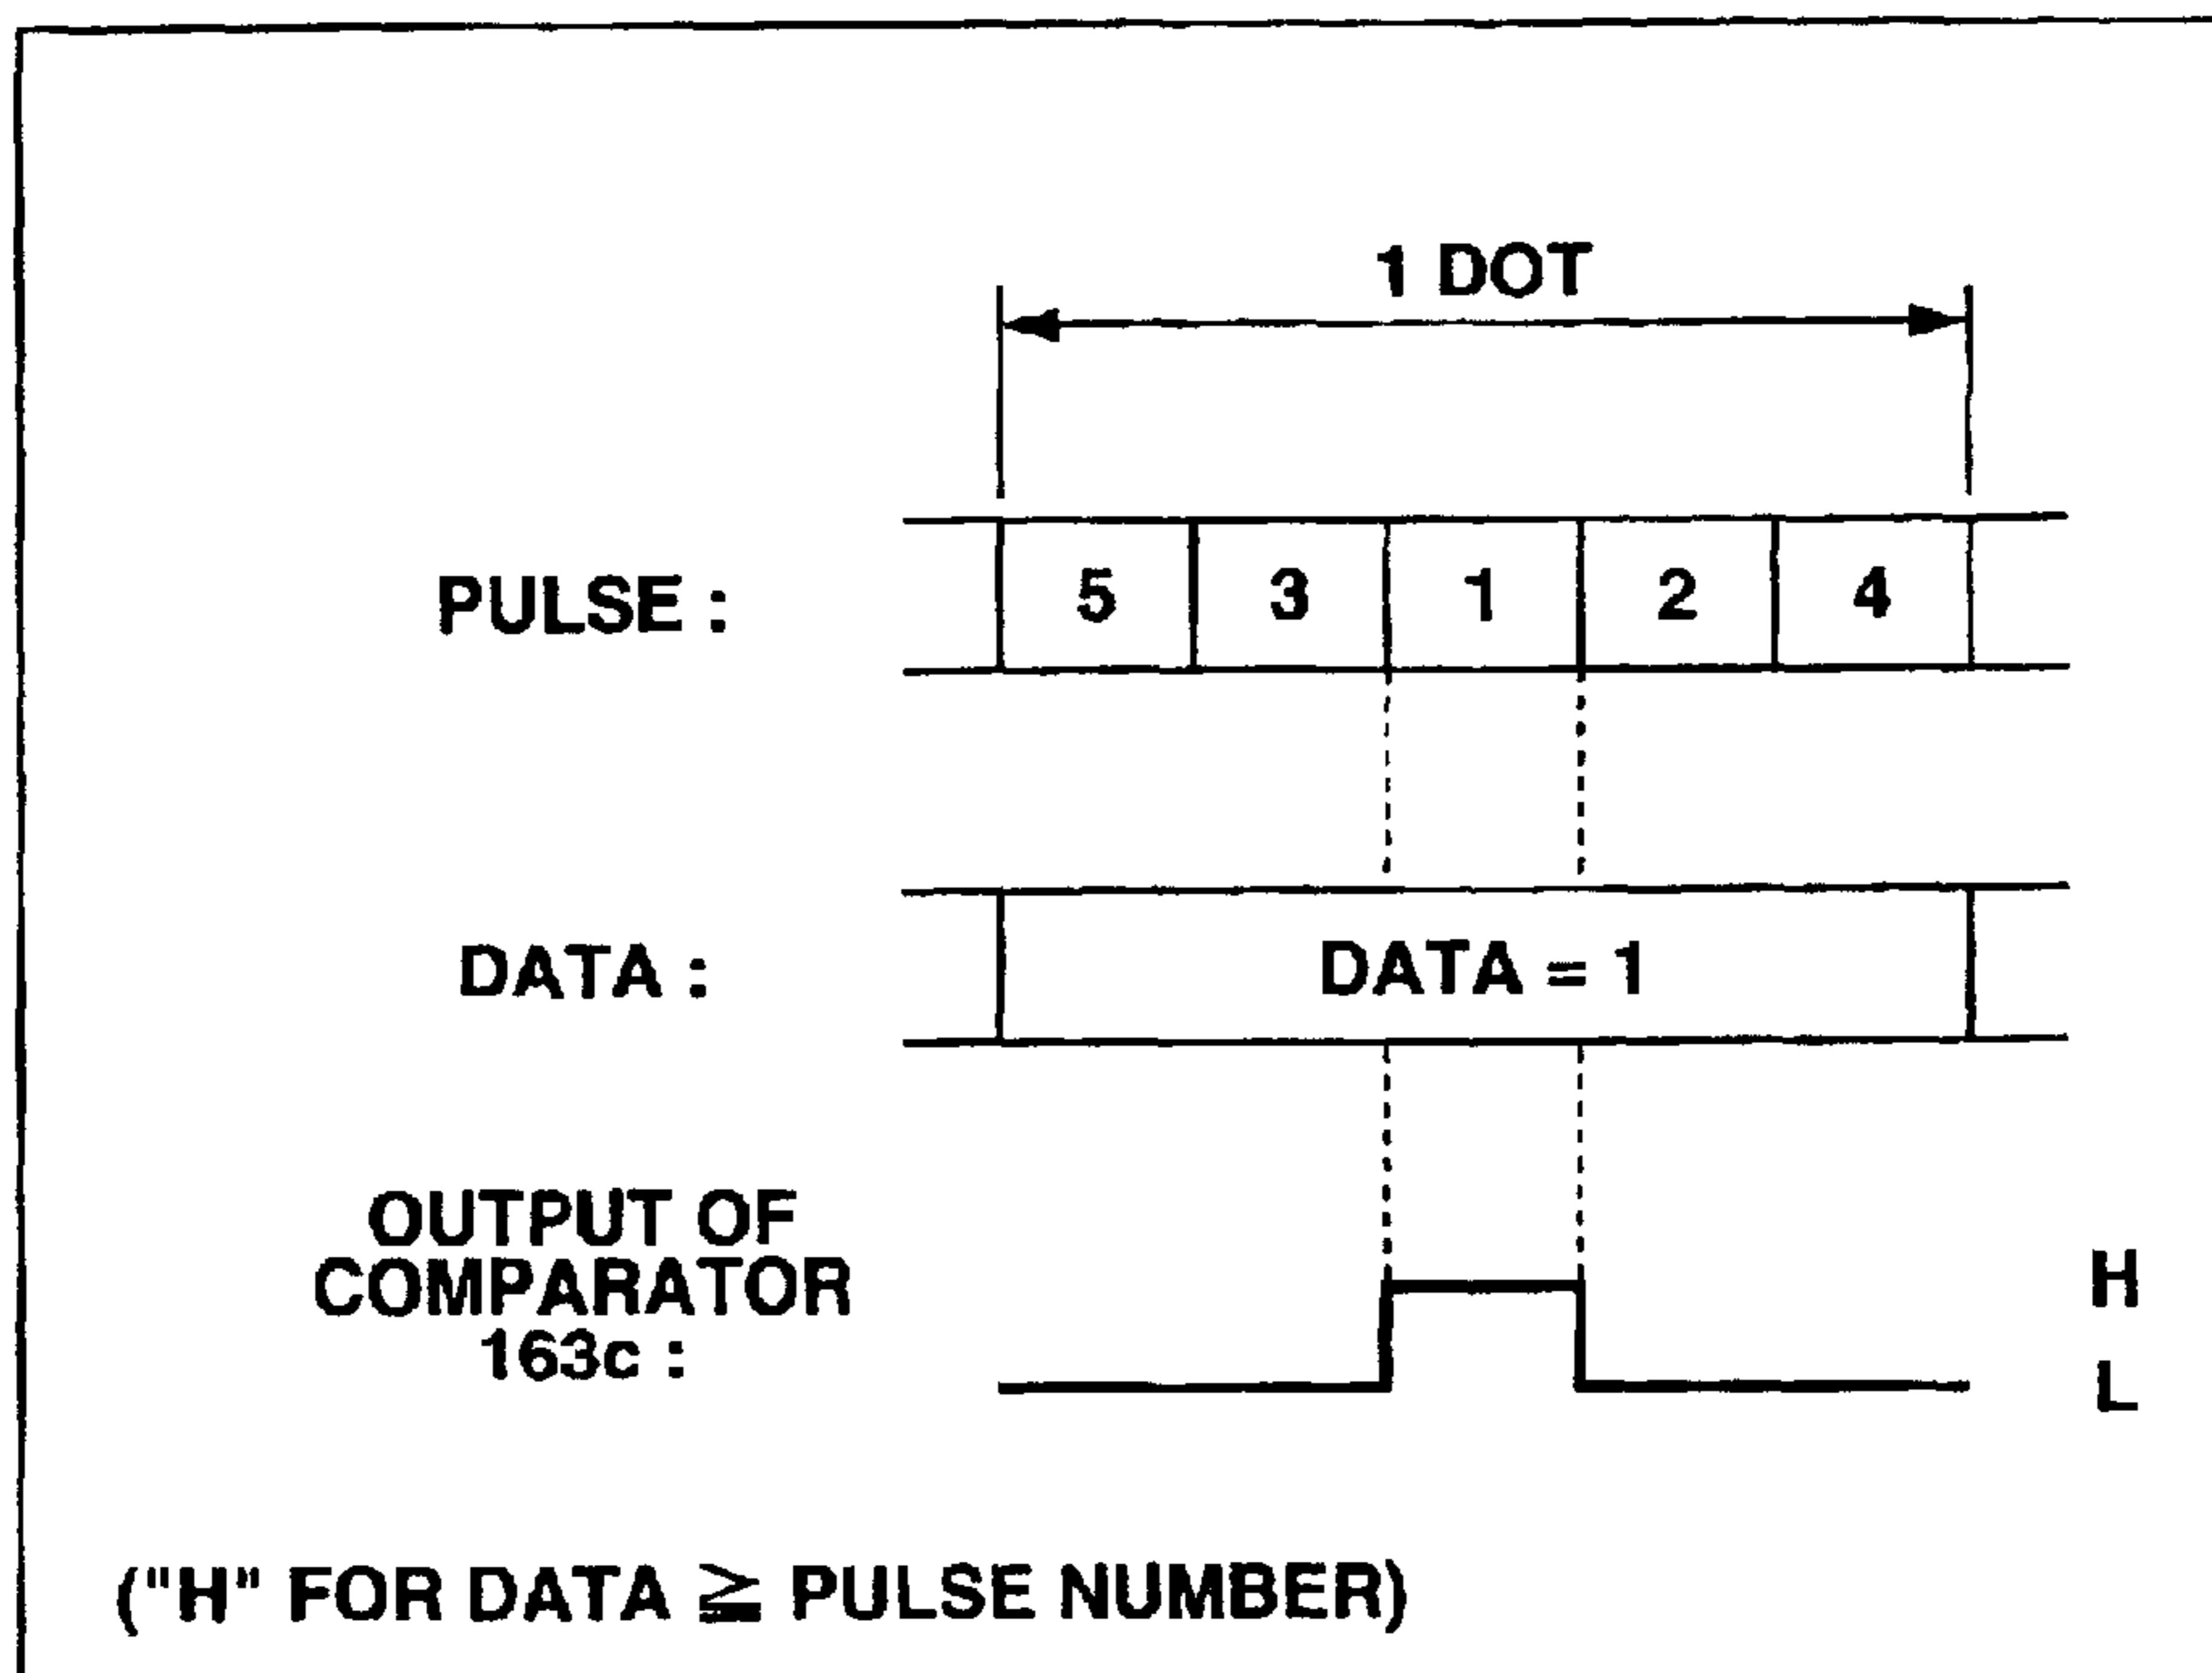 1 DOT
PULSE : 5 3 1 2 4
DATA : DATA = 1
OUTPUT OF
COMPARATOR
163c :
H
L
("H" FOR DATA ≧ PULSE NUMBER)